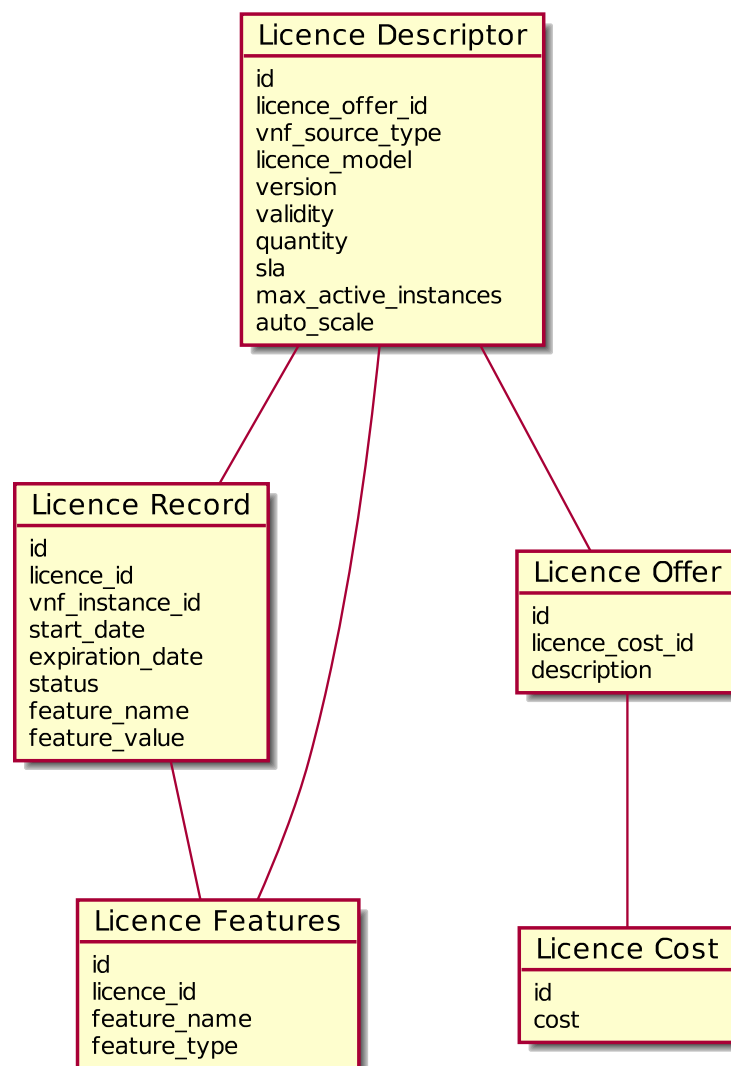 Licence Descriptor
id
licence_offer_id
vnf_source_type
licence_model
version
validity
quantity
sla
max_active_instances
auto_scale
Licence Record
id
licence_id
vnf_instance_id
start_date
expiration_date
status
feature_name
feature_value
Licence Offer
id
licence_cost_id
description
Licence Features
id
licence_id
feature_name
feature_type
Licence Cost
id
cost